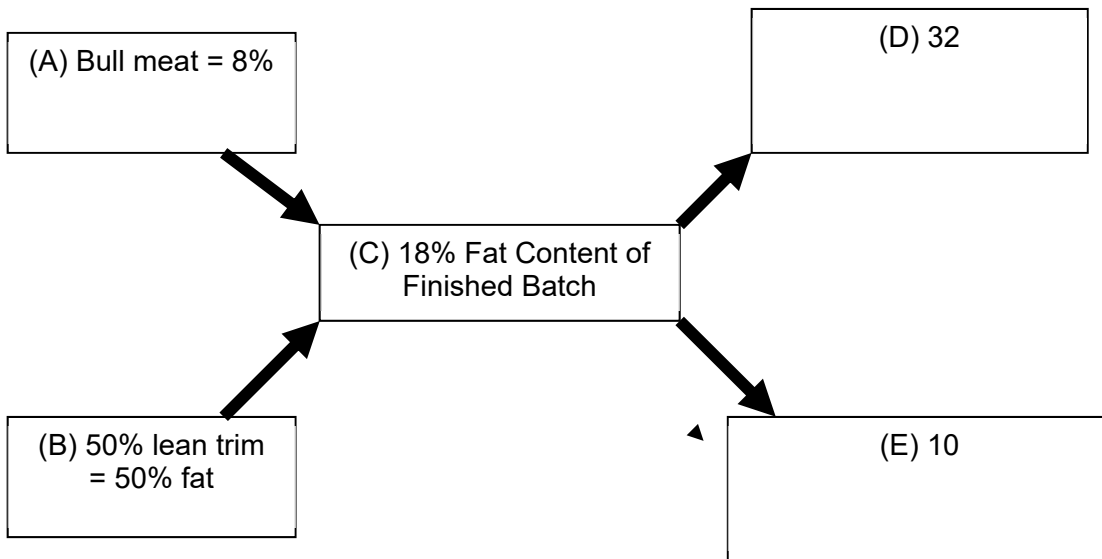 (A) Bull meat = 8%
(D) 32
(C) 18% Fat Content of
Finished Batch
(B) 50% lean trim
= 50% fat
(E) 10